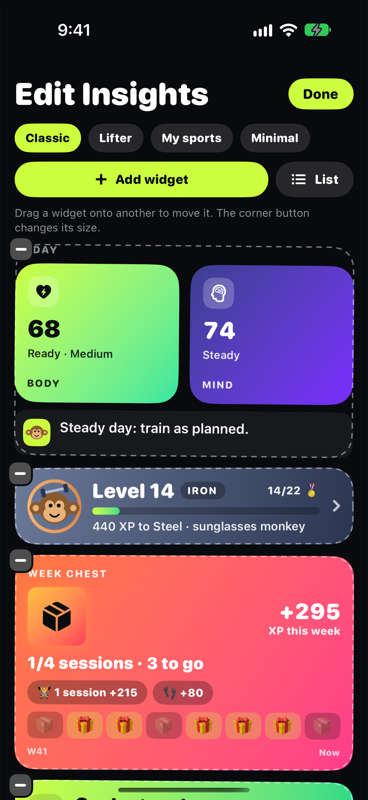 9:41
Edit Insights
Done
Classic
Lifter
My sports
Minimal
+ Add widget
List
Drag a widget onto another to move it. The corner button
changes its size.
DAY
68
Ready · Medium
BODY
74
Steady
MIND
Steady day: train as planned.
Level 14
IRON
14/22
440 XP to Steel · sunglasses monkey
WEEK CHEST
+295
XP this week
1/4 sessions · 3 to go
1 session +215
+80
W41
Now